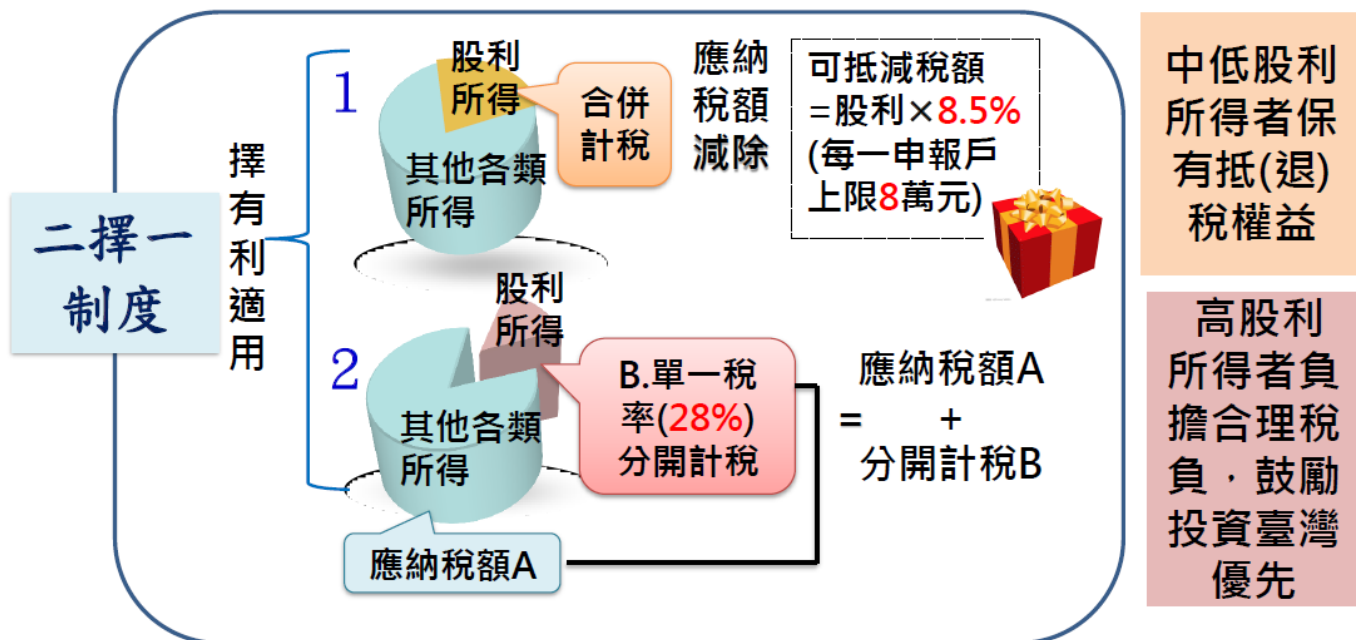 二擇一
制度
擇有利適用
1
股利
所得
其他各類
所得
合併
計稅
應納
稅額
減除
可抵減稅額
=股利×8.5%
(每一申報戶
上限8萬元)
2
股利
所得
其他各類
所得
B.單一稅
率(28%)
分開計稅
應納稅額A
=
應納稅額A
+
分開計稅B
中低股利
所得者保
有抵(退)
稅權益
高股利
所得者負
擔合理稅
負，鼓勵
投資臺灣
優先